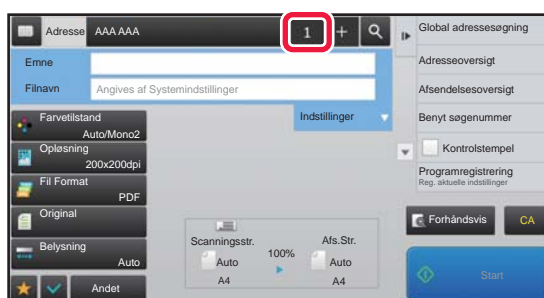 Adresse AAA AAA 1 +
Emne
Filnavn Angives af Systemindstillinger
Indstillinger
Farvetilstand
Auto/Mono2
Opløsning
200x200dpi
Fil Format
PDF
Original
Belysning
Auto
Andet
Scanningsstr.
Auto
A4
100%
Afs.Str.
Auto
A4
Global adressesøgning
Adresseoversigt
Afsendelsesoversigt
Benyt søgenummer
Kontrolstempel
Programregistrering
Reg. aktuelle indstillinger
Forhåndsvis
CA
Start